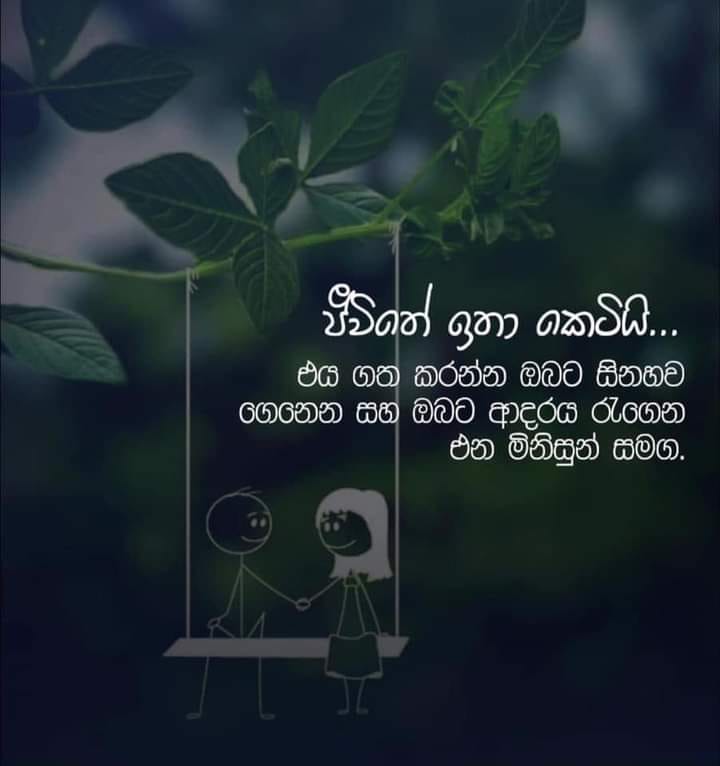 ජීවිතේ ඉතා කෙටියි...
එය ගත කරන්න ඔබට සිනහව
ගෙනෙන සහ ඔබට ආදරය රැගෙන
එන මිනිසුන් සමග.